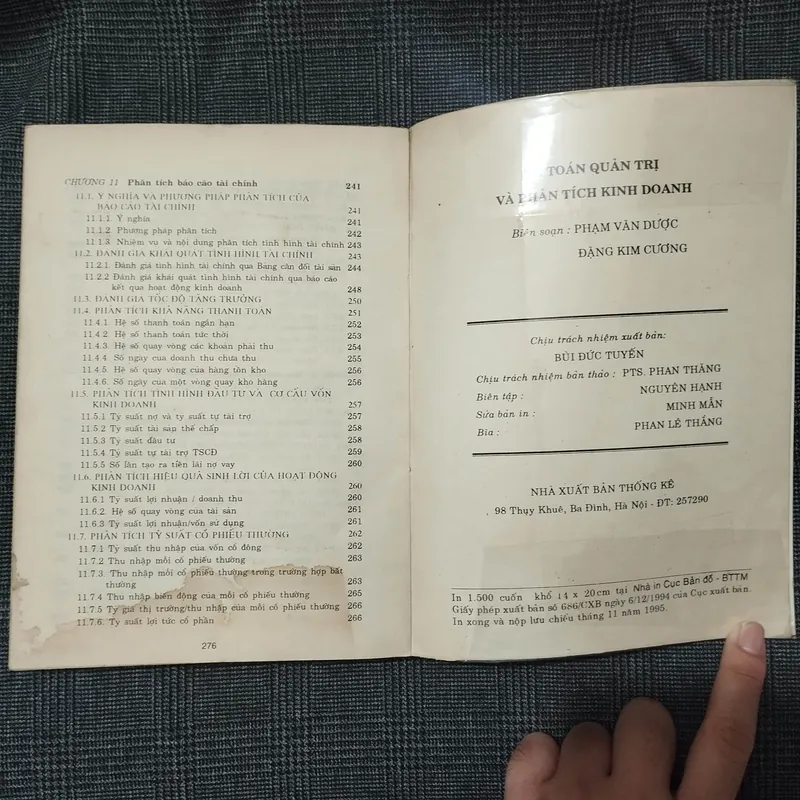 CHƯƠNG 11 Phân tích báo cáo tài chính 241
11.1. Ý NGHĨA VÀ PHƯƠNG PHÁP PHÂN TÍCH CỦA
BÁO CÁO TÀI CHÍNH 241
11.1.1 Ý nghĩa 241
11.1.2 Phương pháp phân tích 242
11.1.3 Nhiệm vụ và nội dung phân tích tình hình tài chính 243
11.2. ĐÁNH GIÁ KHÁI QUÁT TÌNH HÌNH TÀI CHÍNH 243
11.2.1 Đánh giá tình hình tài chính qua Bảng cân đối tài sản 244
11.2.2 Đánh giá khái quát tình hình tài chính qua báo cáo
kết quả hoạt động kinh doanh 248
11.3. ĐÁNH GIÁ TỐC ĐỘ TĂNG TRƯỞNG 250
11.4. PHÂN TÍCH KHẢ NĂNG THANH TOÁN 251
11.4.1 Hệ số thanh toán ngắn hạn 252
11.4.2 Hệ số thanh toán tức thời 253
11.4.3 Hệ số quay vòng các khoản phải thu 254
11.4.4 Số ngày của doanh thu chưa thu 254
11.4.5. Hệ số quay vòng của hàng tồn kho 256
11.4.6. Số ngày của một vòng quay kho hàng 256
11.5. PHÂN TÍCH TÌNH HÌNH ĐẦU TƯ VÀ CƠ CẤU VỐN
KINH DOANH 257
11.5.1 Tỷ suất nợ và tỷ suất tự tài trợ 257
11.5.2 Tỷ suất tài sản thế chấp 258
11.5.3 Tỷ suất đầu tư 258
11.5.4 Tỷ suất tự tài trợ TSCĐ 259
11.5.5 Số lần tạo ra tiền lãi nợ vay 260
11.6. PHÂN TÍCH HIỆU QUẢ SINH LỜI CỦA HOẠT ĐỘNG
KINH DOANH 260
11.6.1 Tỷ suất lợi nhuận / doanh thu 260
11.6.2. Hệ số quay vòng của tài sản 261
11.6.3 Tỷ suất lợi nhuận/vốn sử dụng 261
11.7. PHÂN TÍCH TỶ SUẤT CỔ PHIẾU THƯỜNG 262
11.7.1 Tỷ suất thu nhập của vốn cổ đông 262
11.7.2 Thu nhập mỗi cổ phiếu thường 263
11.7.3. Thu nhập mỗi cổ phiếu thường trong trường hợp bất
thường 263
11.7.4 Thu nhập biến động của mỗi cổ phiếu thường 265
11.7.5 Tỷ giá thị trường/thu nhập của mỗi cổ phiếu thường 266
11.7.6. Tỷ suất lợi tức cổ phần 266
276
TOÁN QUẢN TRỊ
VÀ PHÂN TÍCH KINH DOANH
Biên soạn : PHẠM VĂN DƯỢC
ĐẶNG KIM CƯƠNG
Chịu trách nhiệm xuất bản:
BÙI ĐỨC TUYẾN
Chịu trách nhiệm bản thảo : PTS. PHAN THĂNG
Biên tập : NGUYÊN HẠNH
Sửa bản in : MINH MẪN
Bìa : PHAN LÊ THẮNG
NHÀ XUẤT BẢN THỐNG KÊ
98 Thụy Khuê, Ba Đình, Hà Nội - ĐT: 257290
In 1.500 cuốn khổ 14 x 20cm tại Nhà in Cục Bản đồ - BTTM
Giấy phép xuất bản số 686/CXB ngày 6/12/1994 của Cục xuất bản.
In xong và nộp lưu chiểu tháng 11 năm 1995.